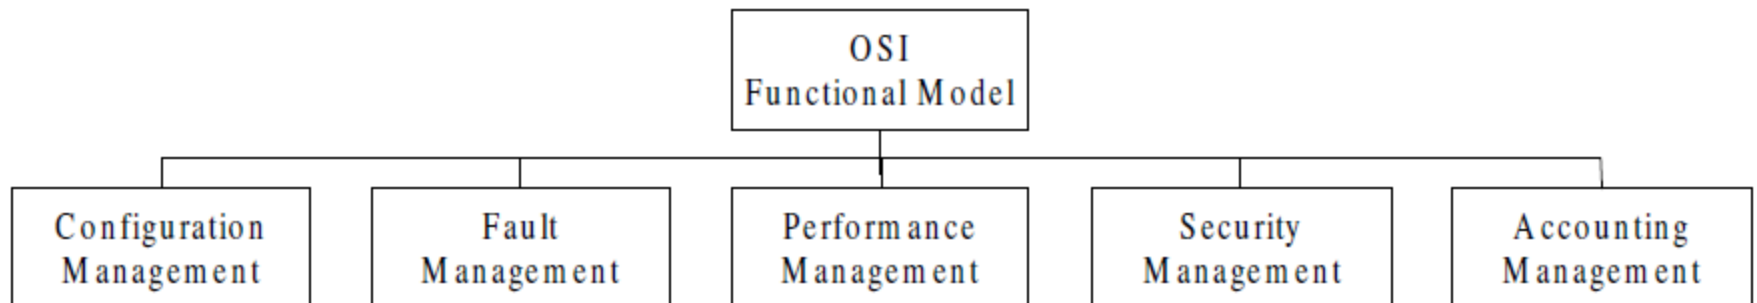 OSI
Functional Model
Configuration
Management
Fault
Management
Performance
Management
Security
Management
Accounting
Management